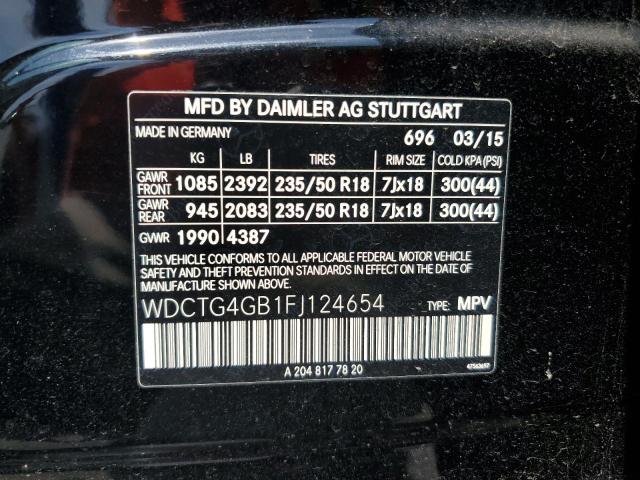 MFD BY DAIMLER AG STUTTGART
MADE IN GERMANY 696 03/15
KG LB TIRES RIM SIZE COLD KPA(PSI)
GAWR FRONT 1085 2392 235/50 R18 7Jx18 300(44)
GAWR REAR 945 2083 235/50 R18 7Jx18 300(44)
GVWR 1990 4387
THIS VEHICLE CONFORMS TO ALL APPLICABLE FEDERAL MOTOR VEHICLE
SAFETY AND THEFT PREVENTION STANDARDS IN EFFECT ON THE DATE OF
MANUFACTURE SHOWN ABOVE.
WDCTG4GB1FJ124654 TYPE: MPV
A 204 817 78 20